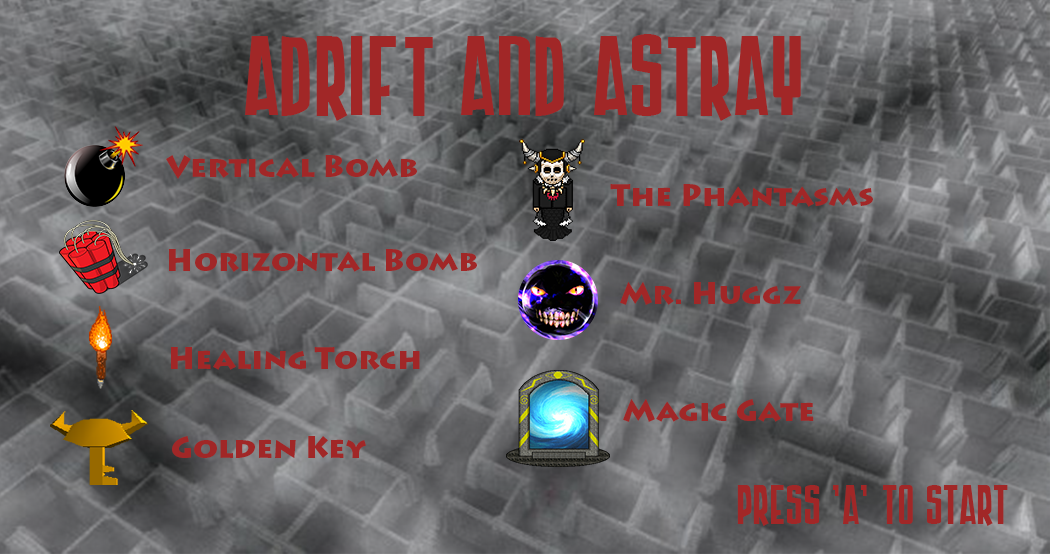 ADRIFT AND ASTRAY
Vertical Bomb
Horizontal Bomb
Healing Torch
Golden Key
The Phantasms
Mr. Huggz
Magic Gate
PRESS 'A' TO START